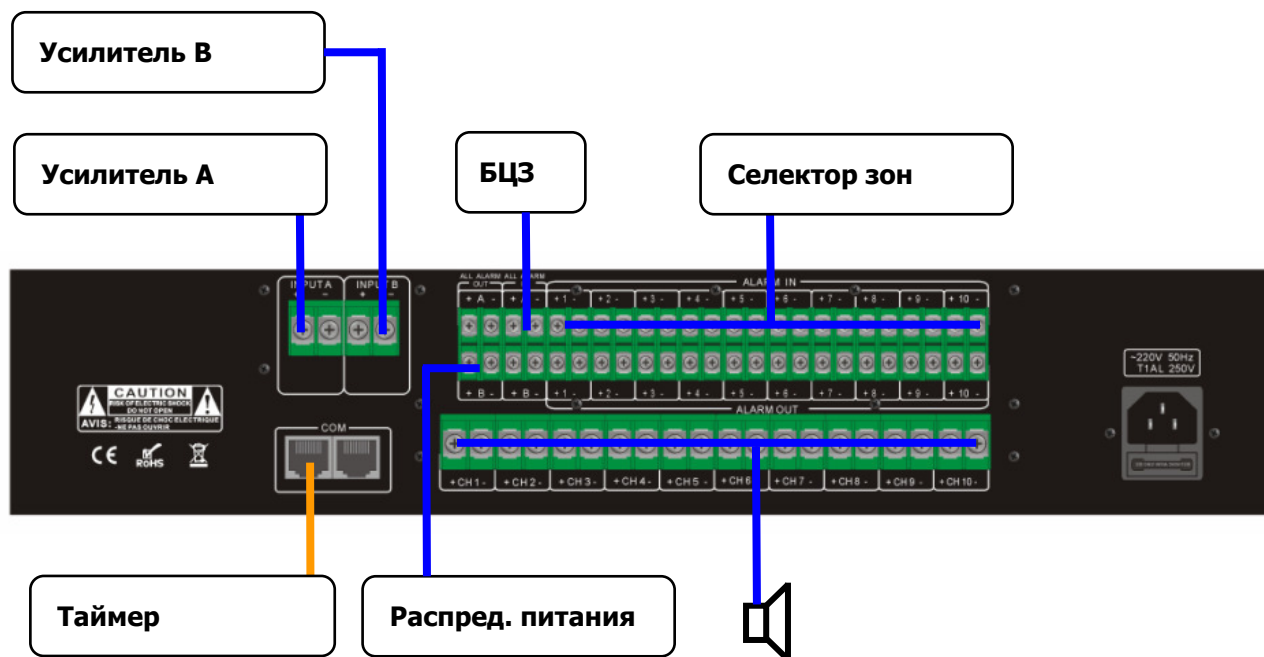 Усилитель В
Усилитель А
БЦЗ
Селектор зон
INPUT A
INPUT B
+ -
+ -
ALL ALARM OUT
ALL ALARM
ALARM IN
+ A -
+ A -
+ 1 -
+ 2 -
+ 3 -
+ 4 -
+ 5 -
+ 6 -
+ 7 -
+ 8 -
+ 9 -
+ 10 -
~220V 50Hz
T1AL 250V
+ B -
+ B -
+ 1 -
+ 2 -
+ 3 -
+ 4 -
+ 5 -
+ 6 -
+ 7 -
+ 8 -
+ 9 -
+ 10 -
ALARM OUT
CAUTION
RISK OF ELECTRIC SHOCK
DO NOT OPEN
AVIS: RISQUE DE CHOC ELECTRIQUE
-NE PAS OUVRIR
COM
CE
RoHS
+ CH 1 -
+ CH 2 -
+ CH 3 -
+ CH 4 -
+ CH 5 -
+ CH 6
+ CH 7 -
+ CH 8 -
+ CH 9 -
+ CH 10 -
Таймер
Распред. питания